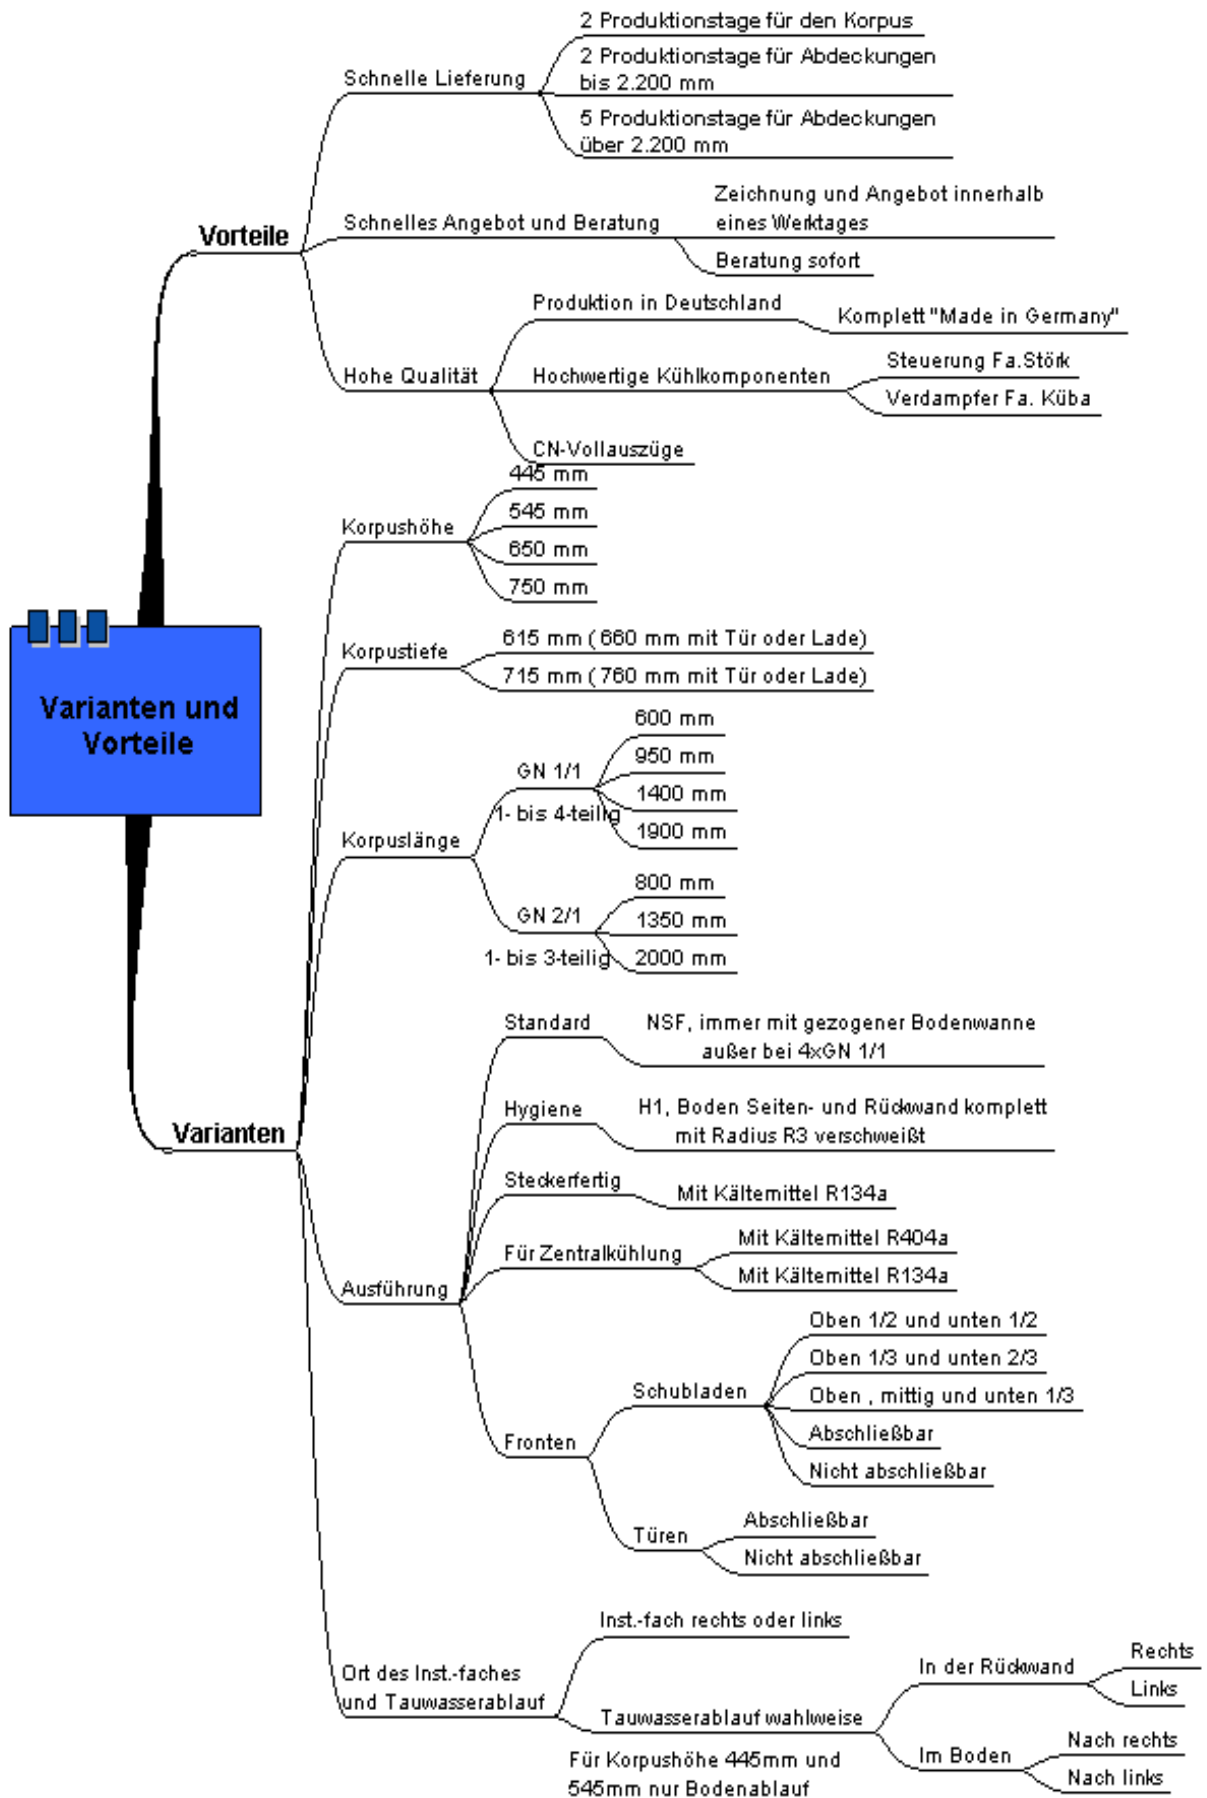 2 Produktionstage für den Korpus
2 Produktionstage für Abdeckungen
bis 2.200 mm
Schnelle Lieferung
5 Produktionstage für Abdeckungen
über 2.200 mm
Zeichnung und Angebot innerhalb
eines Werktages
Schnelles Angebot und Beratung
Vorteile
Beratung sofort
Produktion in Deutschland
Komplett "Made in Germany"
Steuerung Fa.Störk
Hohe Qualität
Hochwertige Kühlkomponenten
Verdampfer Fa. Küba
CN-Vollauszüge
445 mm
545 mm
Korpushöhe
650 mm
750 mm
615 mm ( 660 mm mit Tür oder Lade)
Korpustiefe
715 mm ( 760 mm mit Tür oder Lade)
Varianten und
Vorteile
600 mm
950 mm
GN 1/1
1400 mm
1- bis 4-teilig
1900 mm
Korpuslänge
800 mm
GN 2/1
1350 mm
1- bis 3-teilig
2000 mm
Standard
NSF, immer mit gezogener Bodenwanne
außer bei 4xGN 1/1
Hygiene
H1, Boden Seiten- und Rückwand komplett
mit Radius R3 verschweißt
Varianten
Steckerfertig
Mit Kältemittel R134a
Mit Kältemittel R404a
Für Zentralkühlung
Mit Kältemittel R134a
Ausführung
Oben 1/2 und unten 1/2
Oben 1/3 und unten 2/3
Schubladen
Oben , mittig und unten 1/3
Abschließbar
Fronten
Nicht abschließbar
Abschließbar
Türen
Nicht abschließbar
Inst.-fach rechts oder links
Ort des Inst.-faches
und Tauwasserablauf
In der Rückwand
Rechts
Links
Tauwasserablauf wahlweise
Nach rechts
Im Boden
Nach links
Für Korpushöhe 445mm und
545mm nur Bodenablauf